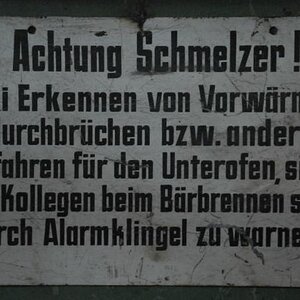 Achtung Schmelzer !
i Erkennen von Vorwärm
urchbrüchen bzw. ander
fahren für den Unterofen, s
Kollegen beim Bärbrennen s
rch Alarmklingel zu warne